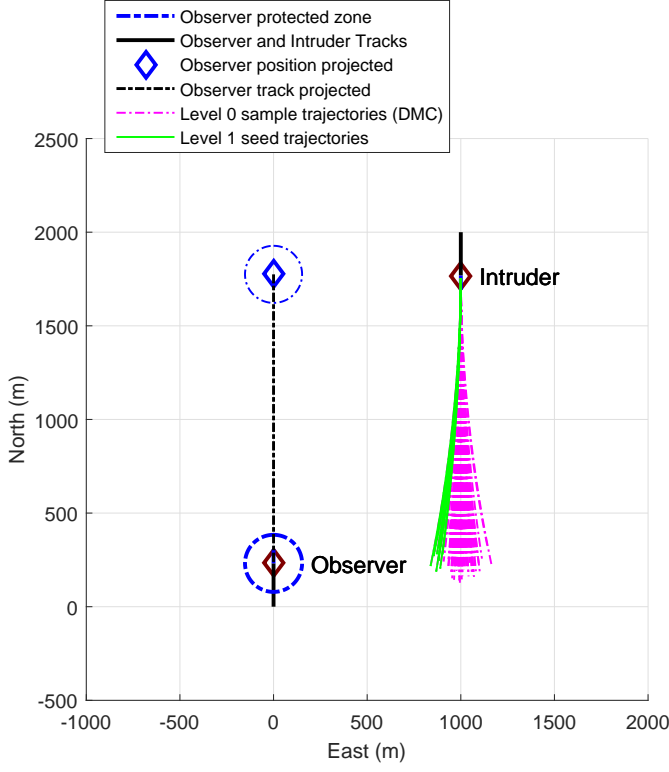 Observer protected zone
Observer and Intruder Tracks
Observer position projected
Observer track projected
Level 0 sample trajectories (DMC)
Level 1 seed trajectories
2500
2000
1500
1000
500
0
-500
Intruder
Observer
-1000
-500
0
500
1000
1500
2000
East (m)
North (m)